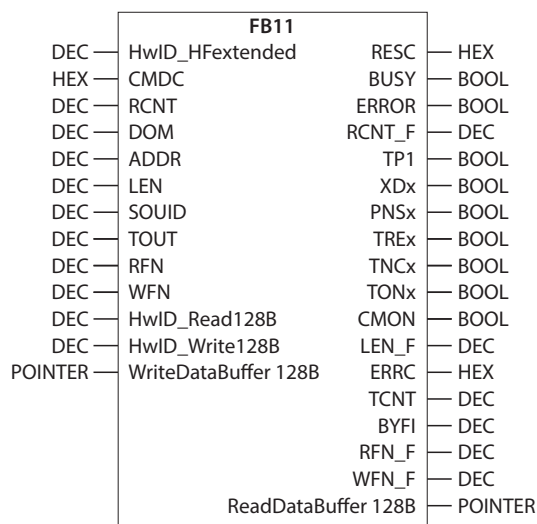 FB11
DEC HwID_HFextended RESC HEX
HEX CMDC BUSY BOOL
DEC RCNT ERROR BOOL
DEC DOM RCNT_F DEC
DEC ADDR TP1 BOOL
DEC LEN XDx BOOL
DEC SOUID PNSx BOOL
DEC TOUT TREx BOOL
DEC RFN TNCx BOOL
DEC WFN TONx BOOL
DEC HwID_Read128B CMON BOOL
DEC HwID_Write128B LEN_F DEC
POINTER WriteDataBuffer 128B ERRC HEX
TCNT DEC
BYFI DEC
RFN_F DEC
WFN_F DEC
ReadDataBuffer 128B POINTER